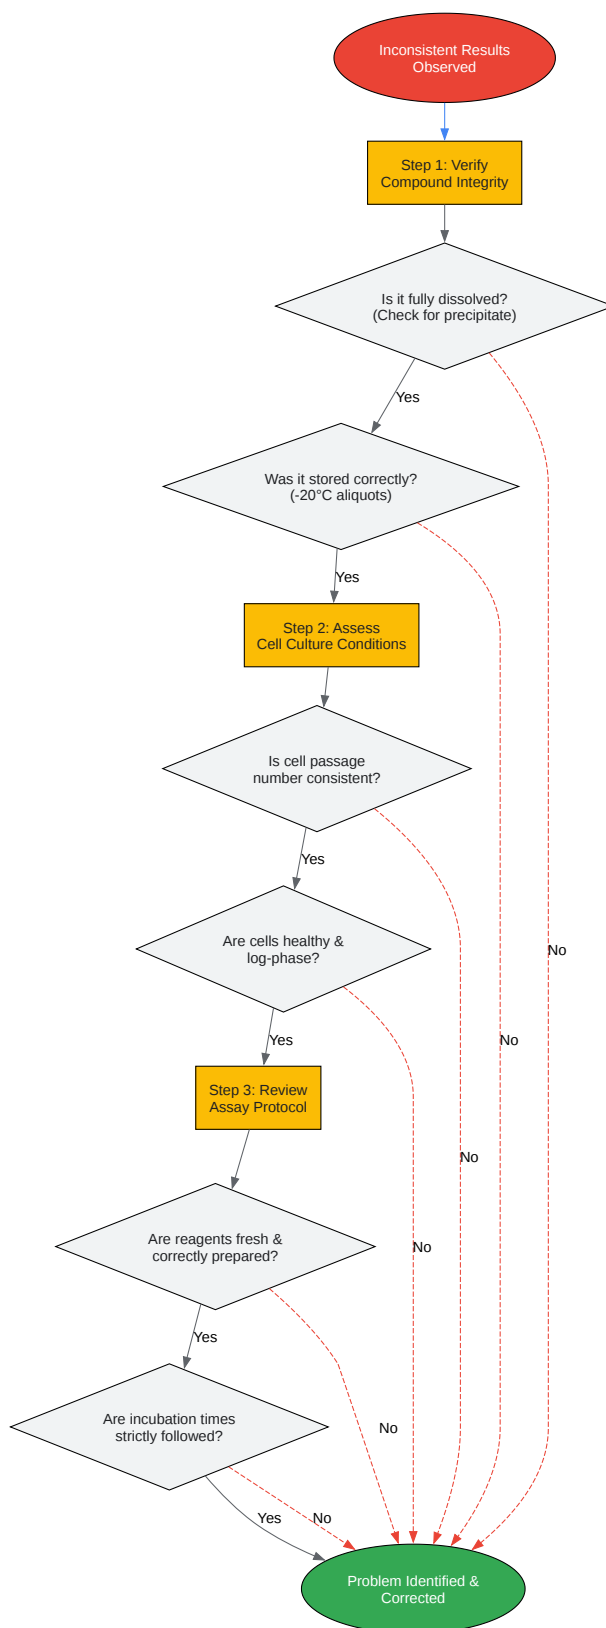 Inconsistent Results
Observed
Step 1: Verify
Compound Integrity
Is it fully dissolved?
(Check for precipitate)
Yes
Was it stored correctly?
(-20°C aliquots)
Yes
Step 2: Assess
Cell Culture Conditions
Is cell passage
number consistent?
Yes
Are cells healthy &
log-phase?
No
Yes
No
Step 3: Review
Assay Protocol
No
Are reagents fresh &
correctly prepared?
No
Yes
Are incubation times
strictly followed?
No
Yes
No
Problem Identified &
Corrected